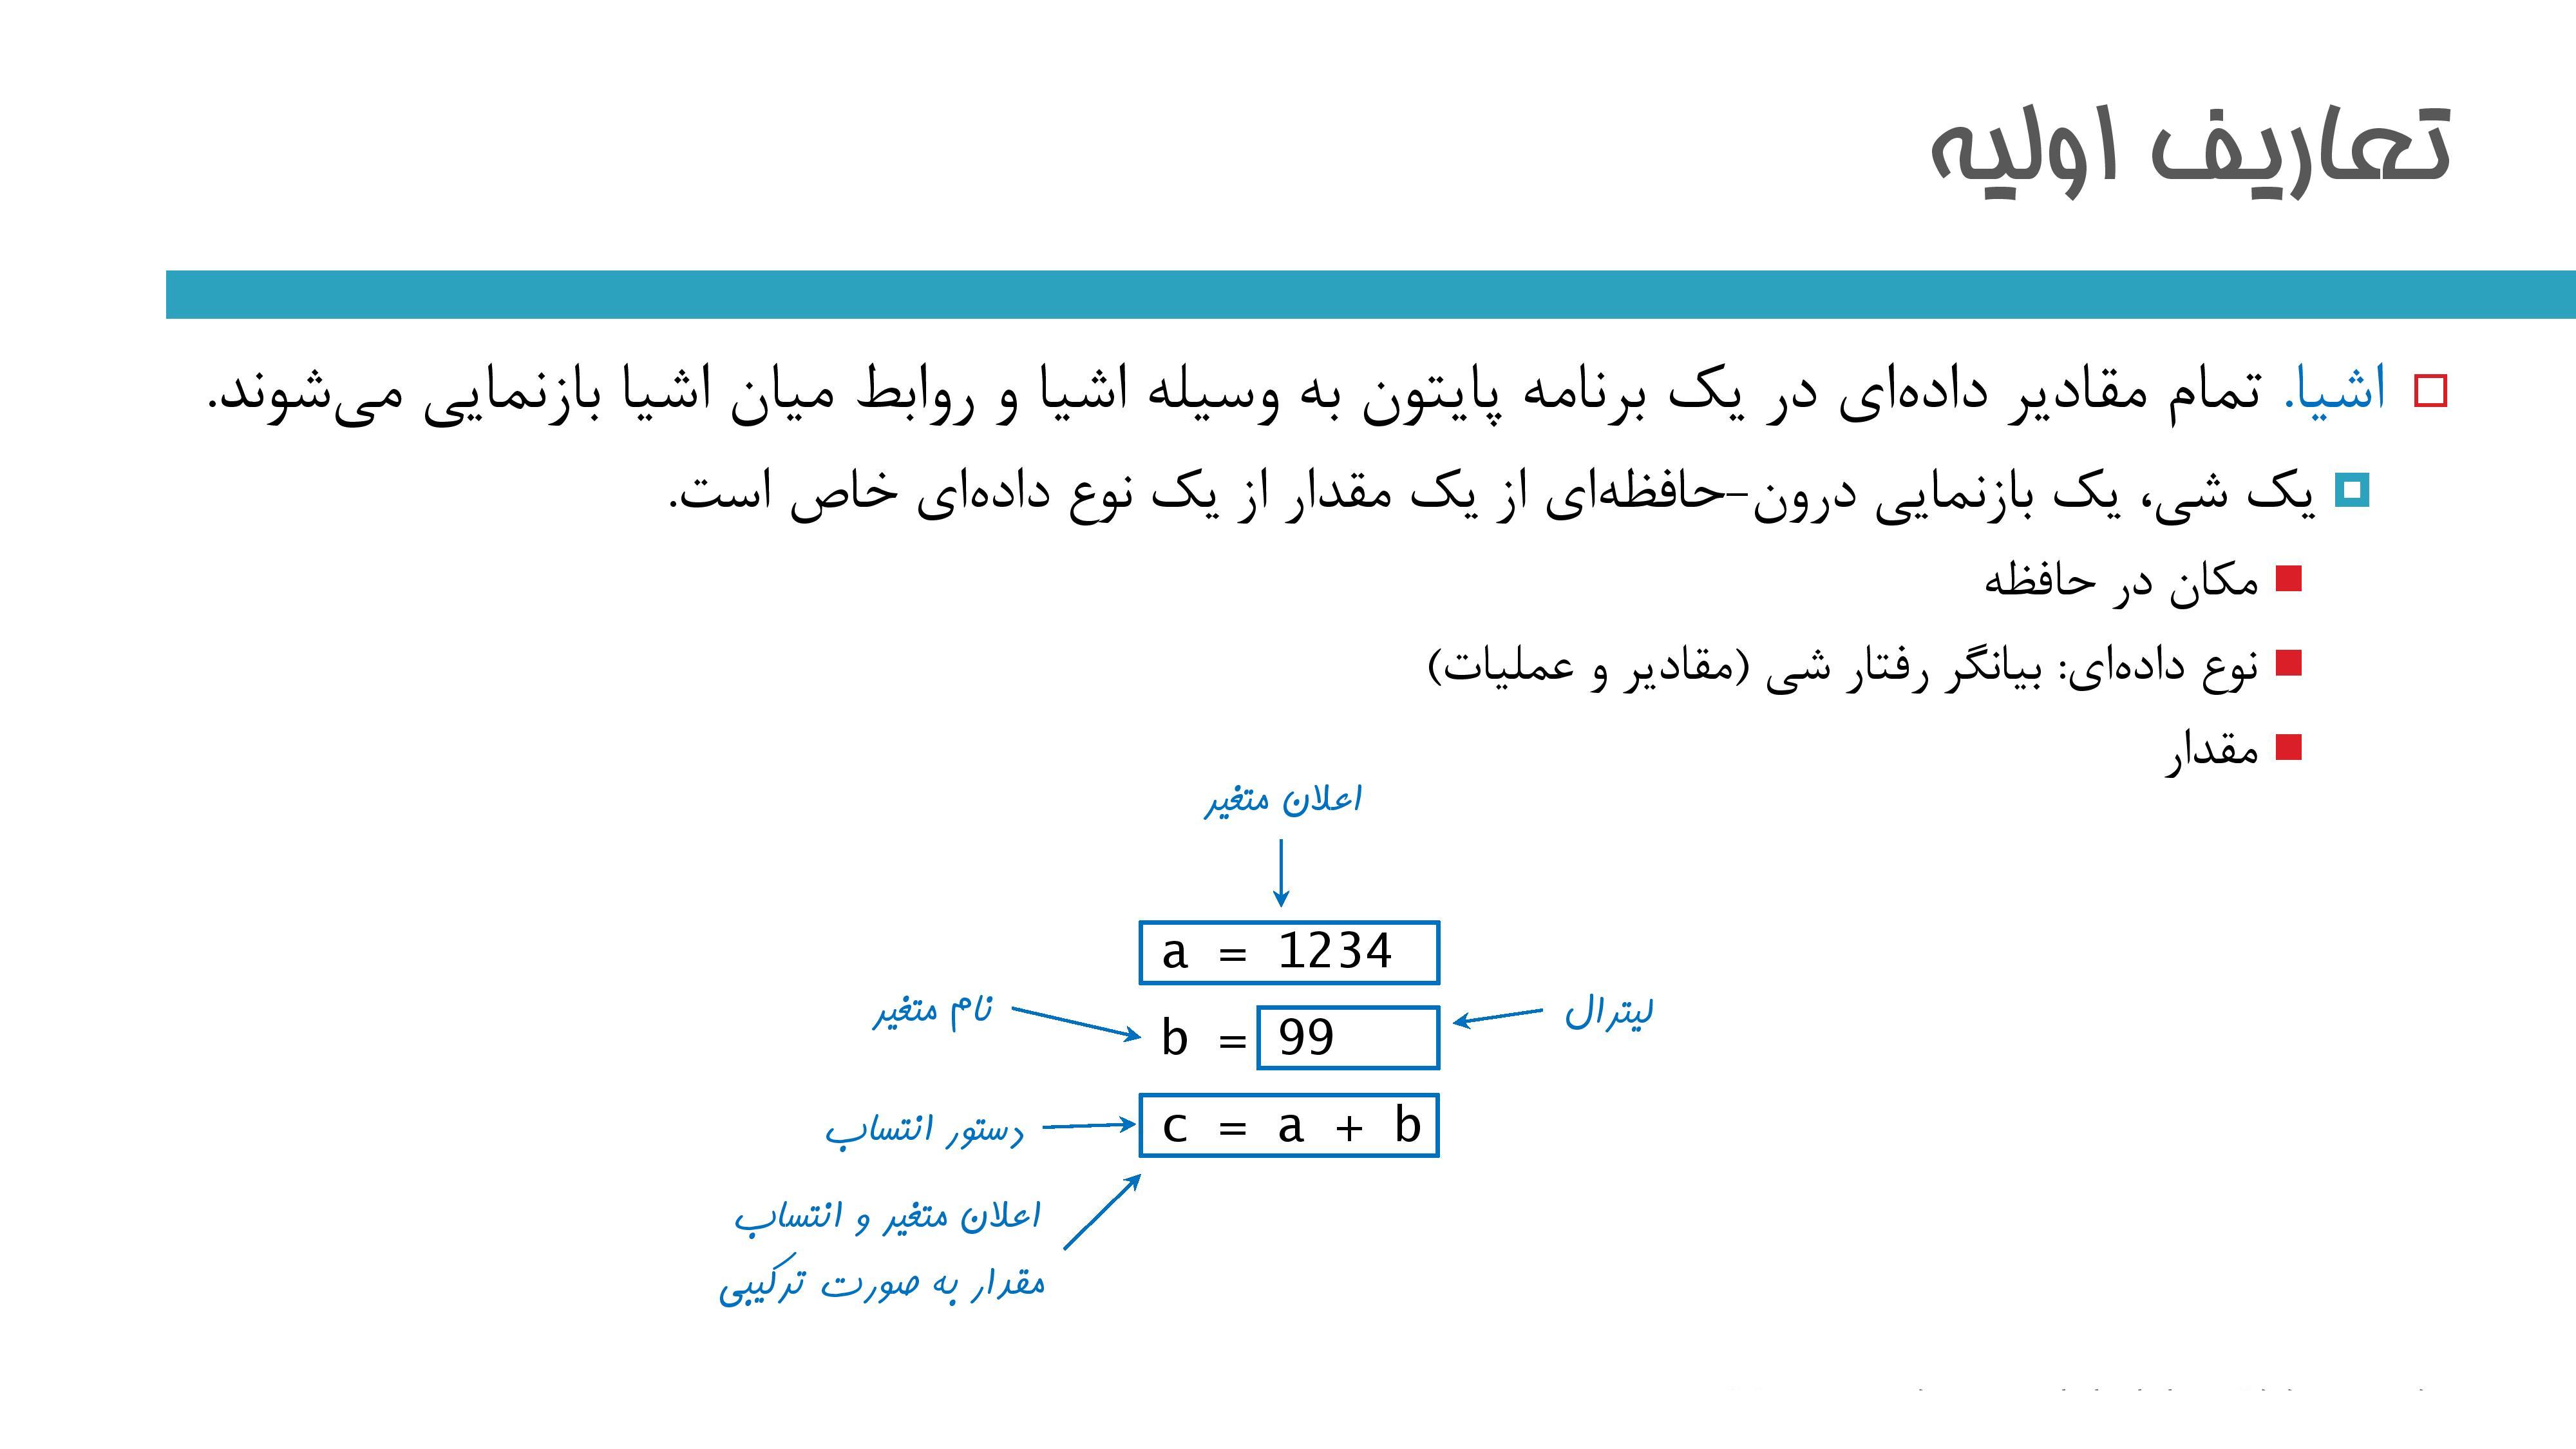 تعاریف اولیه
اشیا. تمام مقادیر داده‌ای در یک برنامه پایتون به وسیله اشیا و روابط میان اشیا بازنمایی می‌شوند.
یک شی، یک بازنمایی درون-حافظه‌ای از یک مقدار از یک نوع داده‌ای خاص است.
مکان در حافظه
نوع داده‌ای: بیانگر رفتار شی (مقادیر و عملیات)
مقدار
اعلان متغیر
a = 1234
نام متغیر
b = 99
لیترال
دستور انتساب
c = a + b
اعلان متغیر و انتساب
مقدار به صورت ترکیبی